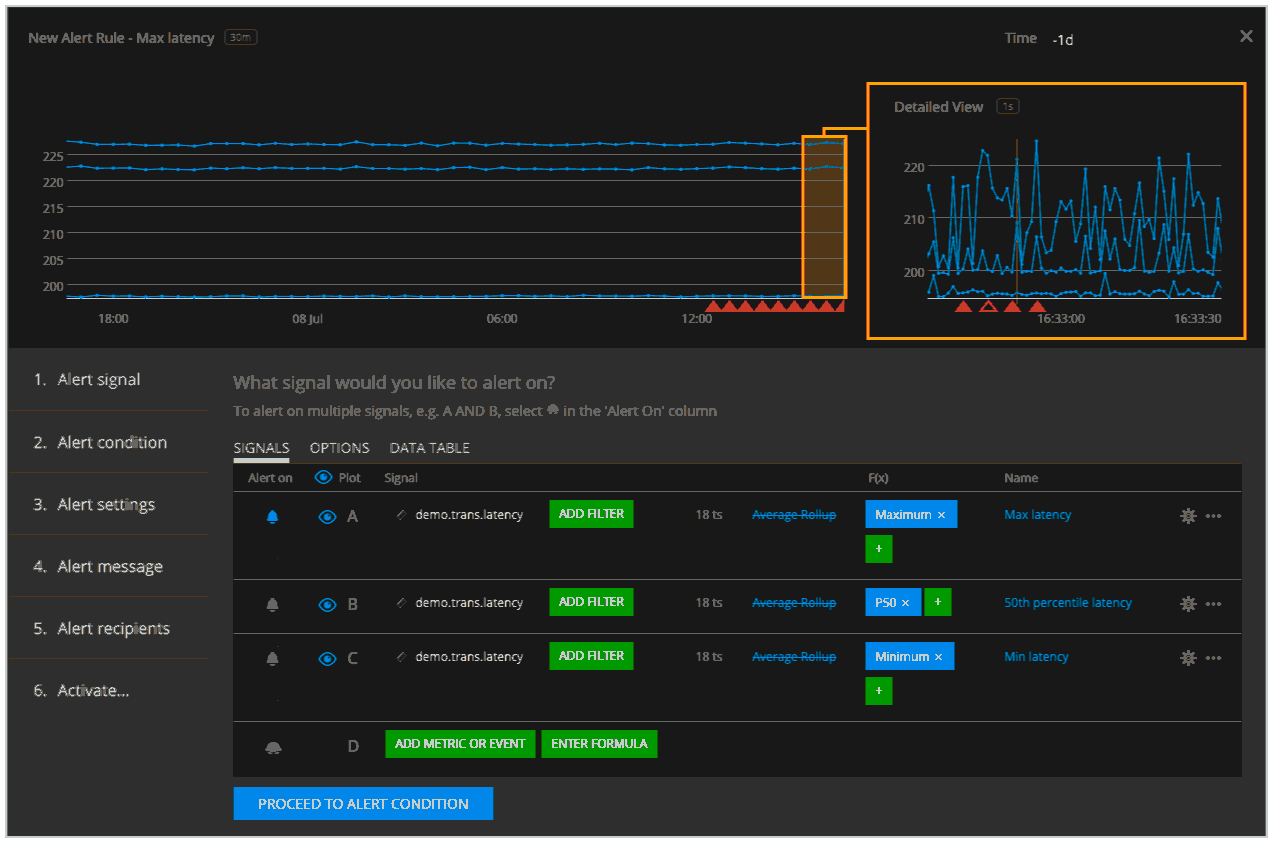 New Alert Rule - Max latency 30m
Time -1d ×
225
220
215
210
205
200
18:00 08 Jul 06:00 12:00
Detailed View 1s
220
210
200
16:33:00 16:33:30
1. Alert signal
2. Alert condition
3. Alert settings
4. Alert message
5. Alert recipients
6. Activate...
What signal would you like to alert on?
To alert on multiple signals, e.g. A AND B, select in the 'Alert On' column
SIGNALS OPTIONS DATA TABLE
Alert on Plot Signal F(x) Name
A demo.trans.latency ADD FILTER 18 ts Average Rollup Maximum × Max latency
+
B demo.trans.latency ADD FILTER 18 ts Average Rollup P50 × + 50th percentile latency
C demo.trans.latency ADD FILTER 18 ts Average Rollup Minimum × Min latency
+
D ADD METRIC OR EVENT ENTER FORMULA
PROCEED TO ALERT CONDITION